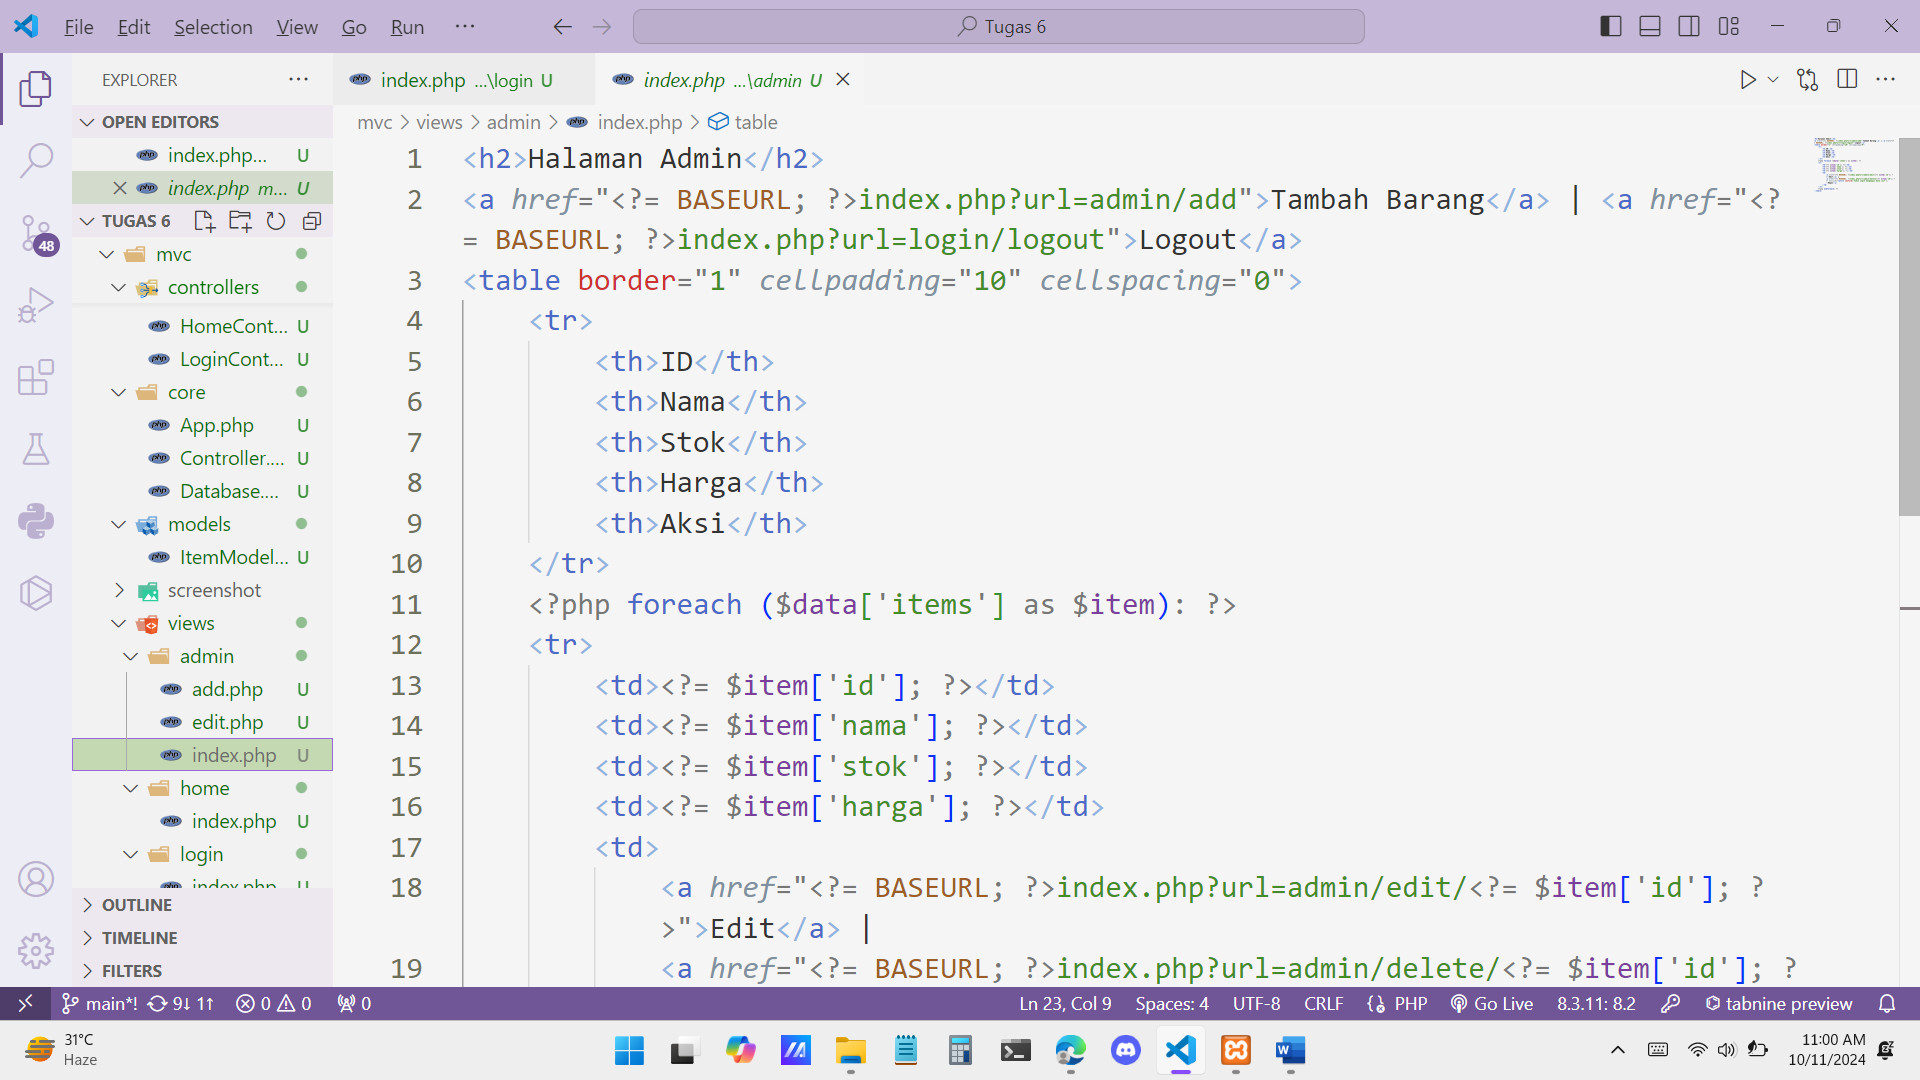 File Edit Selection View Go Run ··· Tugas 6
EXPLORER ···
OPEN EDITORS
index.php... U
index.php m... U
TUGAS 6
mvc
controllers
HomeCont... U
LoginCont... U
core
App.php U
Controller.... U
Database.... U
models
ItemModel... U
screenshot
views
admin
add.php U
edit.php U
index.php U
home
index.php U
login
index.php U
OUTLINE
TIMELINE
FILTERS
48
index.php ...\login U
index.php ...\admin U
mvc > views > admin > index.php > table
1 <h2>Halaman Admin</h2>
2 <a href="<?= BASEURL; ?>index.php?url=admin/add">Tambah Barang</a> | <a href="<?
= BASEURL; ?>index.php?url=login/logout">Logout</a>
3 <table border="1" cellpadding="10" cellspacing="0">
4 <tr>
5 <th>ID</th>
6 <th>Nama</th>
7 <th>Stok</th>
8 <th>Harga</th>
9 <th>Aksi</th>
10 </tr>
11 <?php foreach ($data['items'] as $item): ?>
12 <tr>
13 <td><?= $item['id']; ?></td>
14 <td><?= $item['nama']; ?></td>
15 <td><?= $item['stok']; ?></td>
16 <td><?= $item['harga']; ?></td>
17 <td>
18 <a href="<?= BASEURL; ?>index.php?url=admin/edit/<?= $item['id']; ?
>">Edit</a> |
19 <a href="<?= BASEURL; ?>index.php?url=admin/delete/<?= $item['id']; ?
main*! 9↓ 1↑ 0 0 0 Ln 23, Col 9 Spaces: 4 UTF-8 CRLF PHP Go Live 8.3.11: 8.2 tabnine preview
31°C
Haze
11:00 AM
10/11/2024